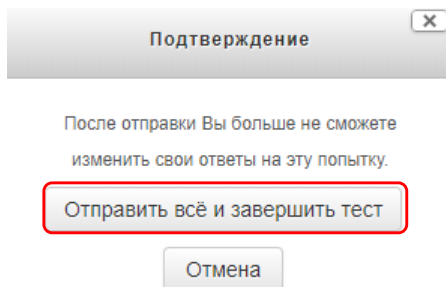 Подтверждение
После отправки Вы больше не сможете
изменить свои ответы на эту попытку.
Отправить всё и завершить тест
Отмена